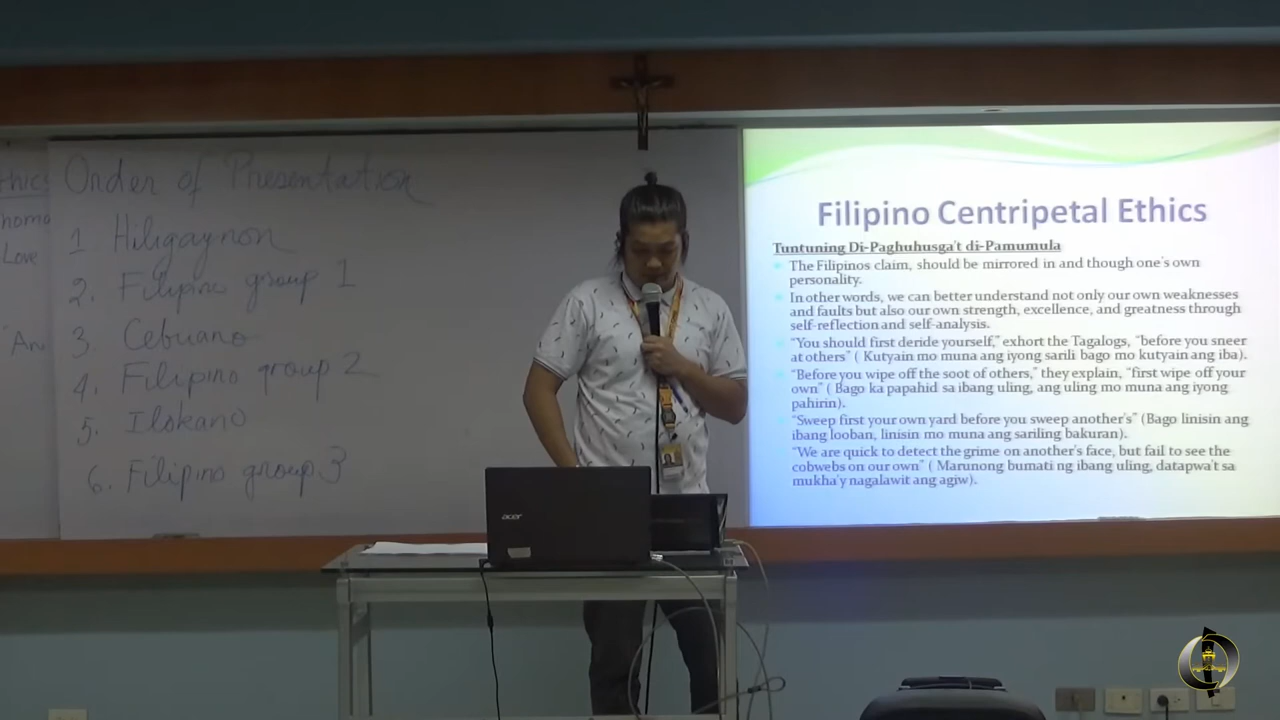 thics
homa
Love
An
Order of Presentation
1 Hiligaynon
2. Filipino group 1
3 Cebuano
4. Filipino group 2
5. Ilokano
6. Filipino group 3
Filipino Centripetal Ethics
Tuntuning Di-Paghuhusga't di-Pamumula
The Filipinos claim, should be mirrored in and though one's own
personality.
In other words, we can better understand not only our own weaknesses
and faults but also our own strength, excellence, and greatness through
self-reflection and self-analysis.
"You should first deride yourself," exhort the Tagalogs, "before you sneer
at others" ( Kutyain mo muna ang iyong sarili bago mo kutyain ang iba).
"Before you wipe off the soot of others," they explain, "first wipe off your
own" ( Bago ka papahid sa ibang uling, ang uling mo muna ang iyong
pahirin).
"Sweep first your own yard before you sweep another's" (Bago linisin ang
ibang looban, linisin mo muna ang sariling bakuran).
"We are quick to detect the grime on another's face, but fail to see the
cobwebs on our own" ( Marunong bumati ng ibang uling, datapwa't sa
mukha'y nagalawit ang agiw).
acer